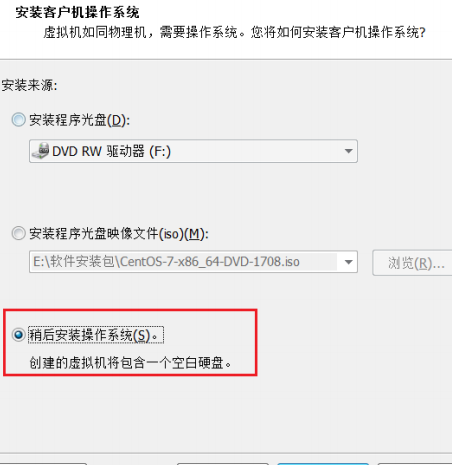 安装客户机操作系统
虚拟机如同物理机，需要操作系统。您将如何安装客户机操作系统?
安装来源:
安装程序光盘(D):
DVD RW 驱动器 (F:)
安装程序光盘映像文件(iso)(M):
E:\软件安装包\CentOS-7-x86_64-DVD-1708.iso
浏览(R)...
稍后安装操作系统(S)。
创建的虚拟机将包含一个空白硬盘。